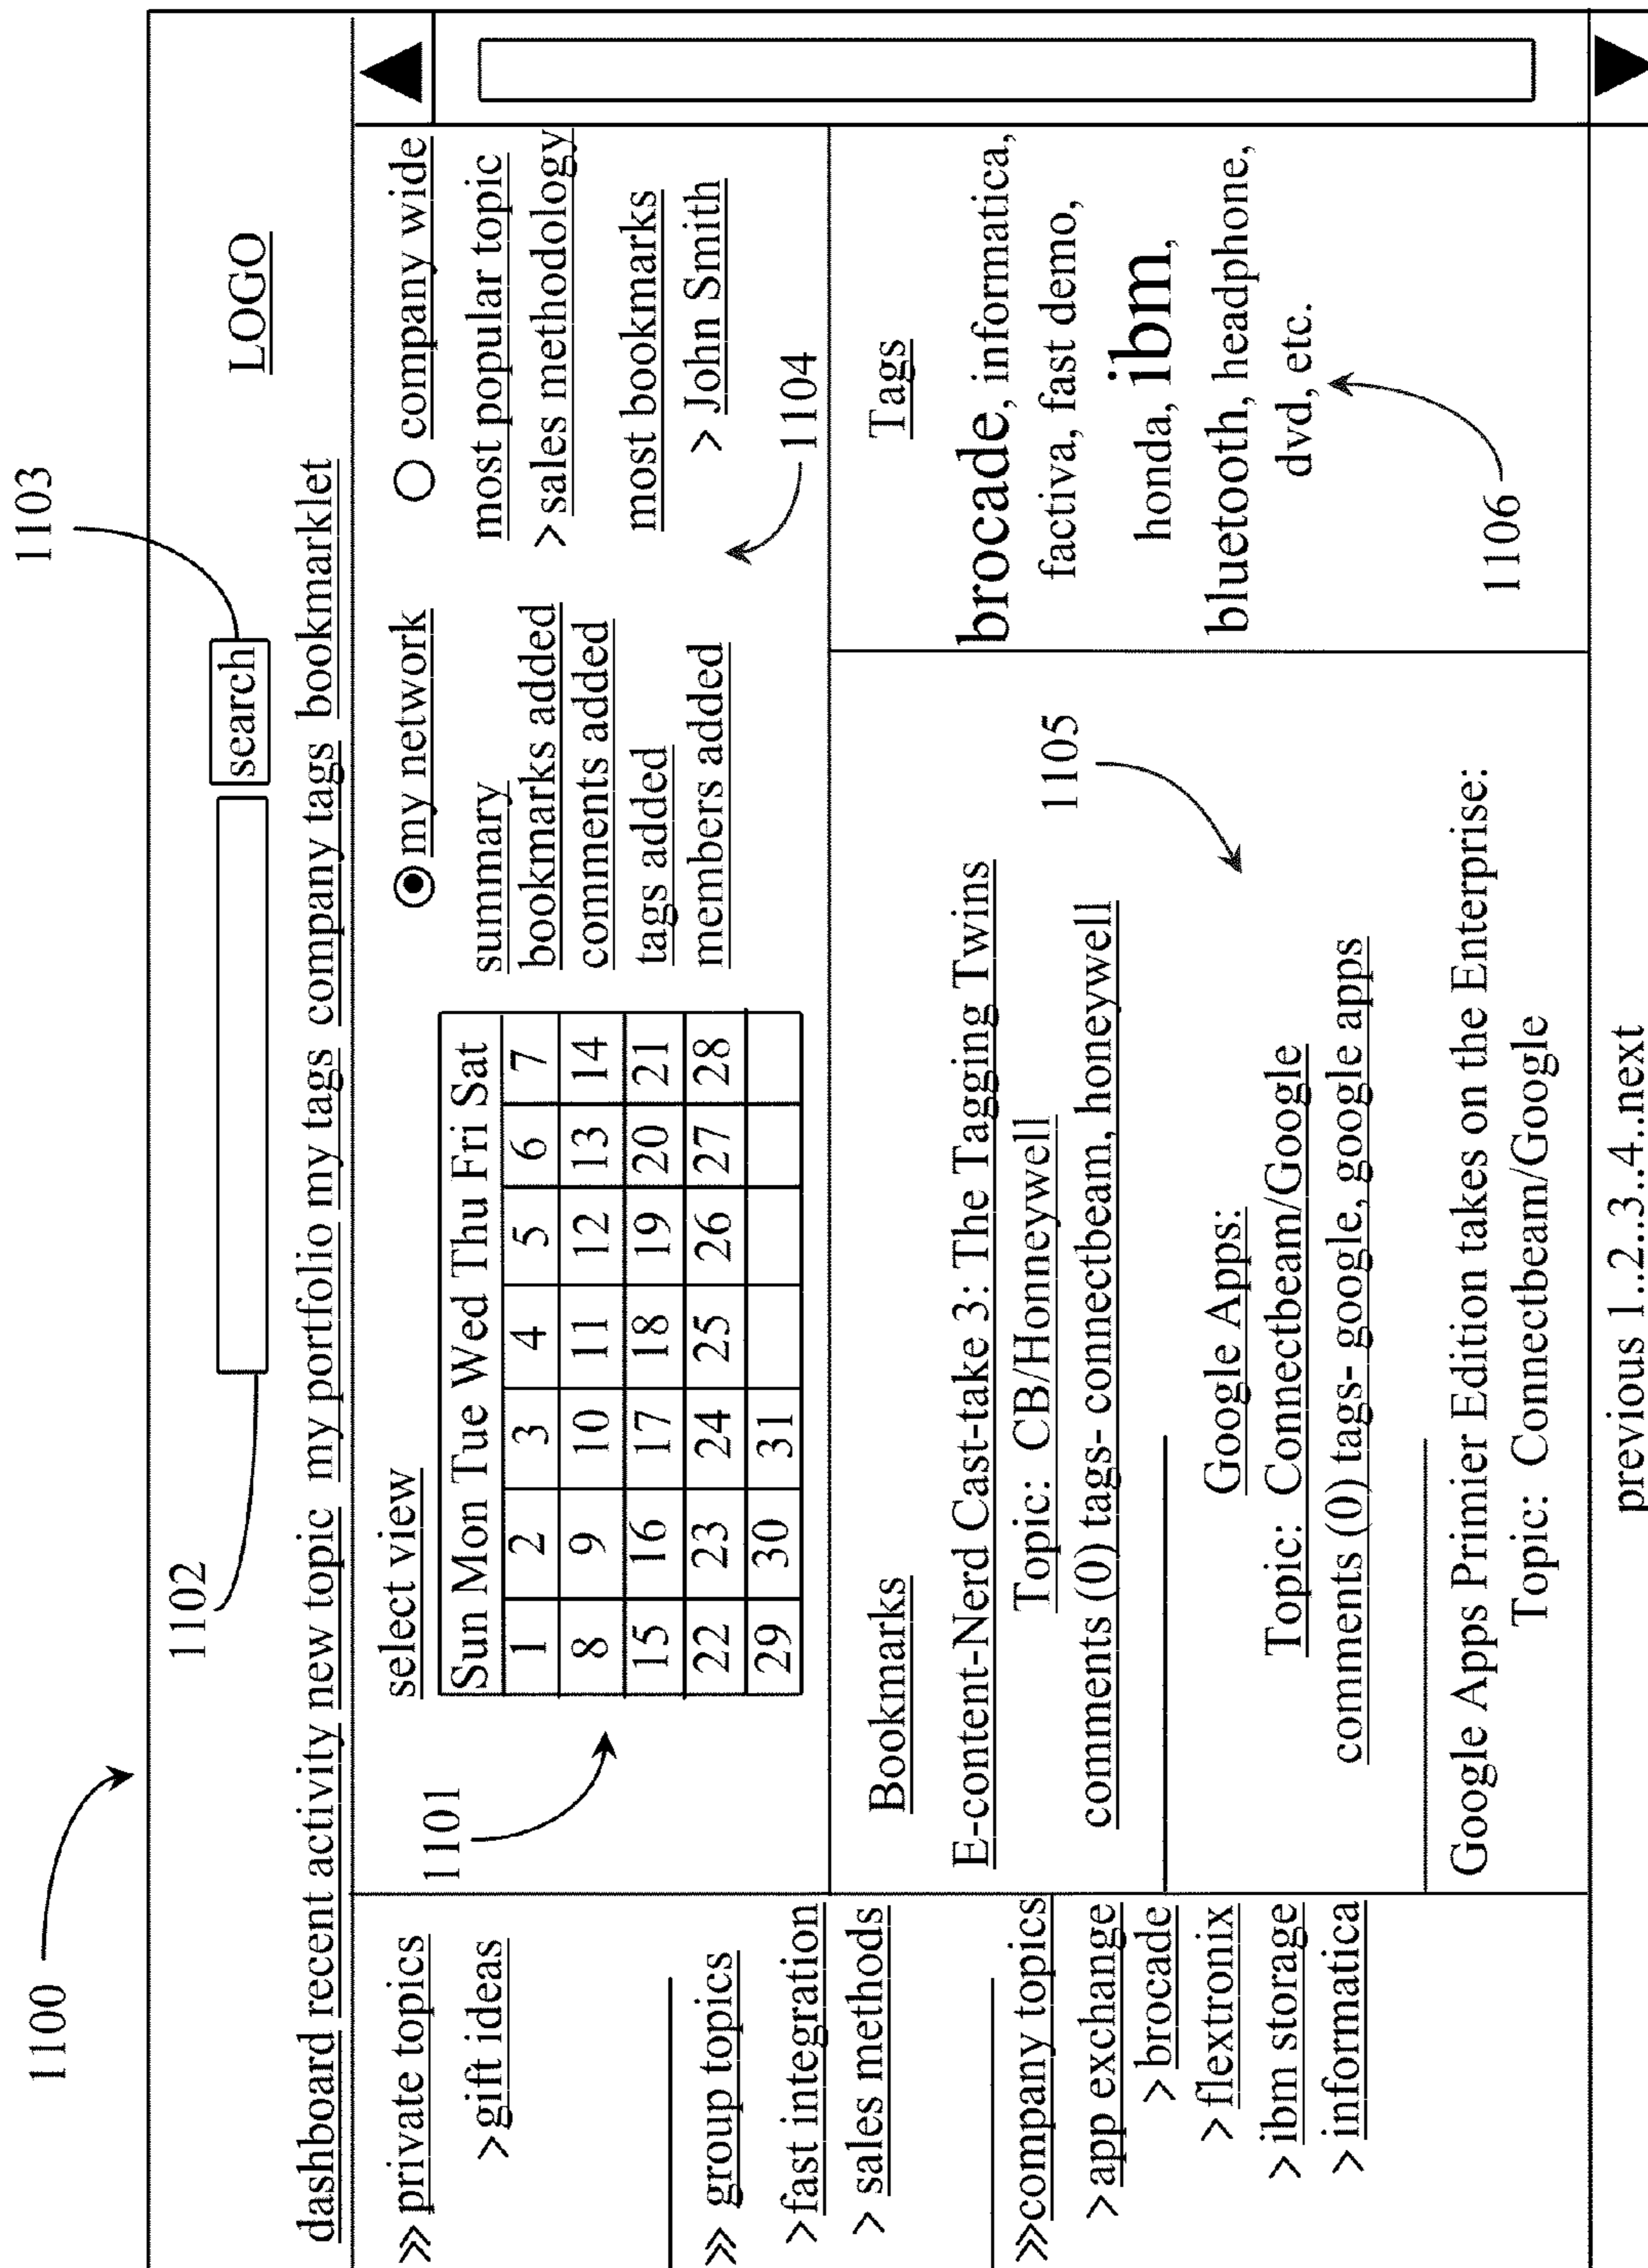 1100
1102
1103
search
LOGO
dashboard recent activity new topic my portfolio my tags company tags bookmarklet
>> private topics
>gift ideas
>> group topics
>fast integration
> sales methods
>>company topics
>app exchange
>brocade
>flextronix
> ibm storage
> informatica
1101
select view
Sun Mon Tue Wed Thu Fri Sat
1 2 3 4 5 6 7
8 9 10 11 12 13 14
15 16 17 18 19 20 21
22 23 24 25 26 27 28
29 30 31
my network
summary
bookmarks added
comments added
tags added
members added
company wide
most popular topic
>sales methodology
most bookmarks
> John Smith
1104
Bookmarks
E-content-Nerd Cast-take 3: The Tagging Twins
Topic: CB/Honneywell
comments (0) tags- connectbeam, honeywell
1105
Google Apps:
Topic: Connectbeam/Google
comments (0) tags- google, google apps
Google Apps Primier Edition takes on the Enterprise:
Topic: Connectbeam/Google
Tags
brocade, informatica,
factiva, fast demo,
honda, ibm,
bluetooth, headphone,
dvd, etc.
1106
previous 1..2...3...4...next